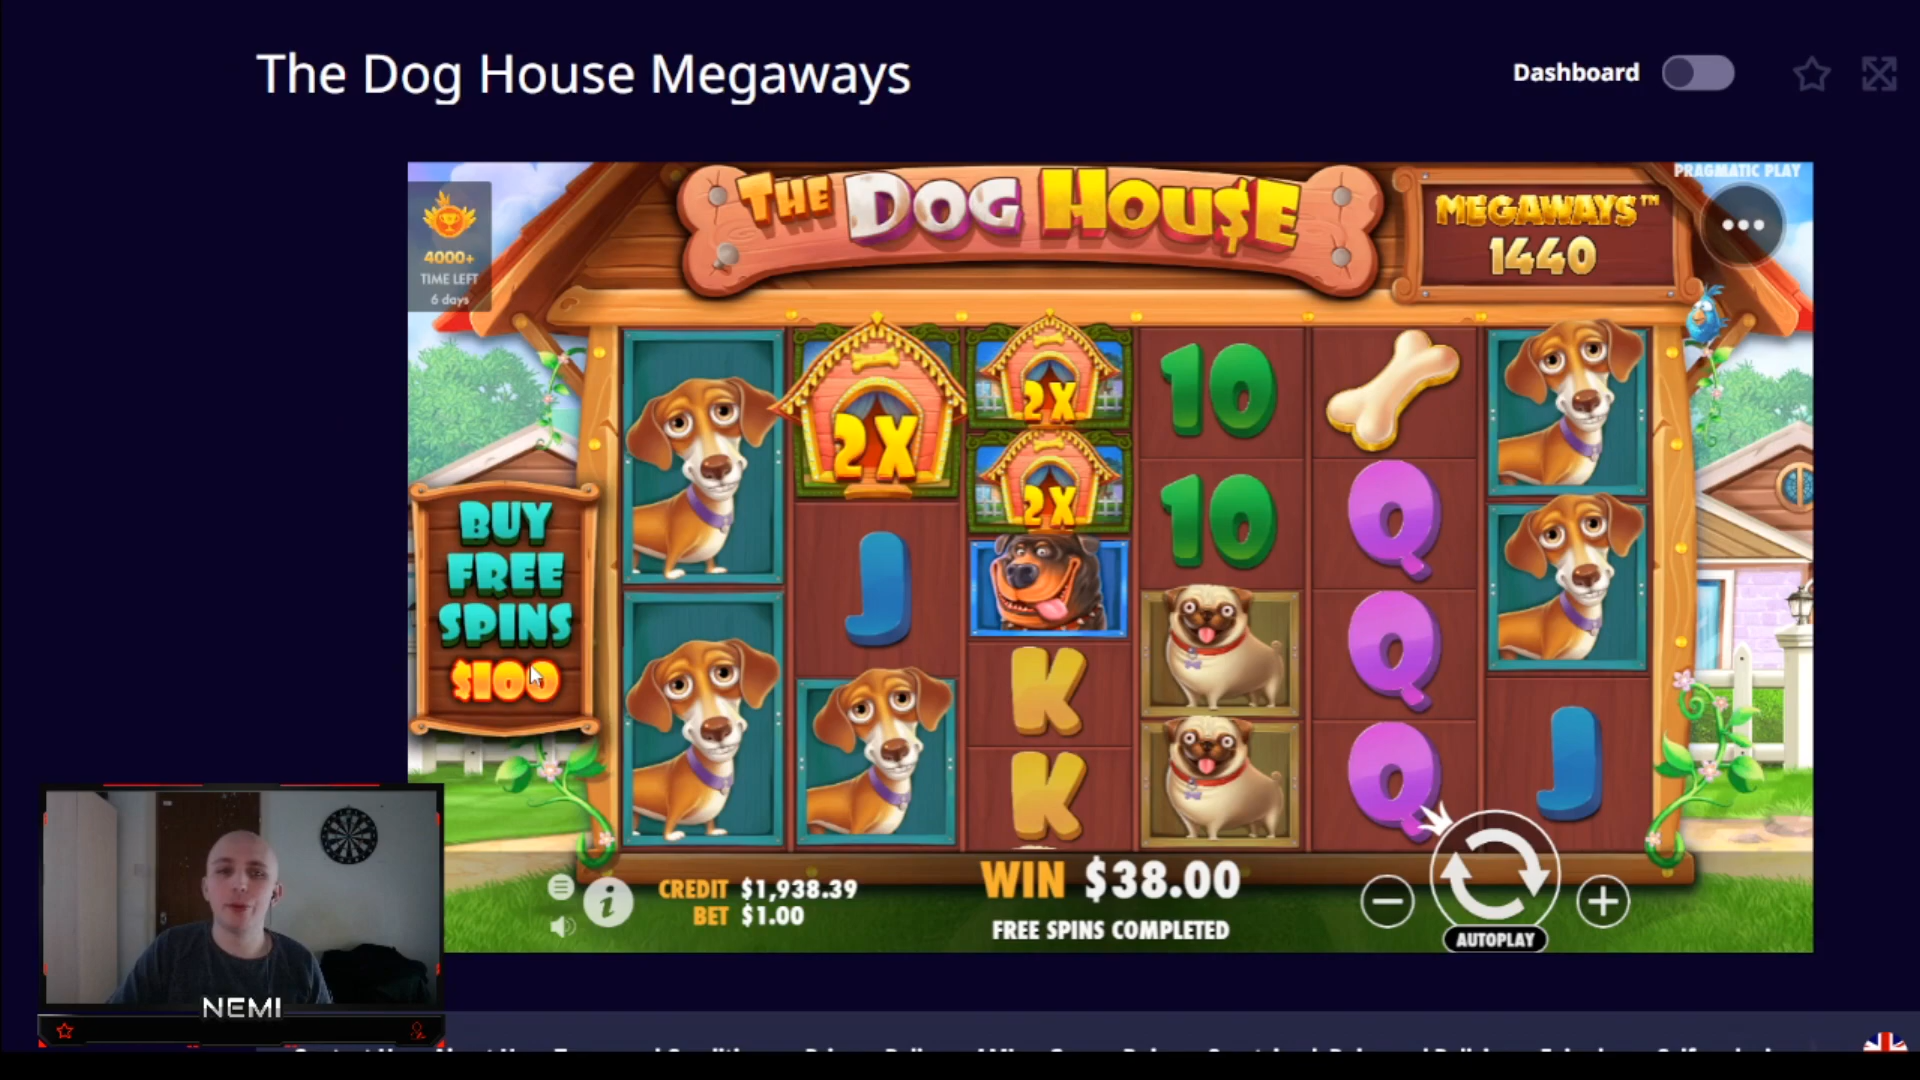 The Dog House Megaways
Dashboard
PRAGMATIC PLAY
THE DOG HOU$E
MEGAWAYS™
1440
4000+
TIME LEFT
6 days
2X
2X
2X
10
10
J
Q
Q
Q
K
K
J
BUY
FREE
SPINS
$100
CREDIT $1,938.39
BET $1.00
WIN $38.00
FREE SPINS COMPLETED
AUTOPLAY
NEMI